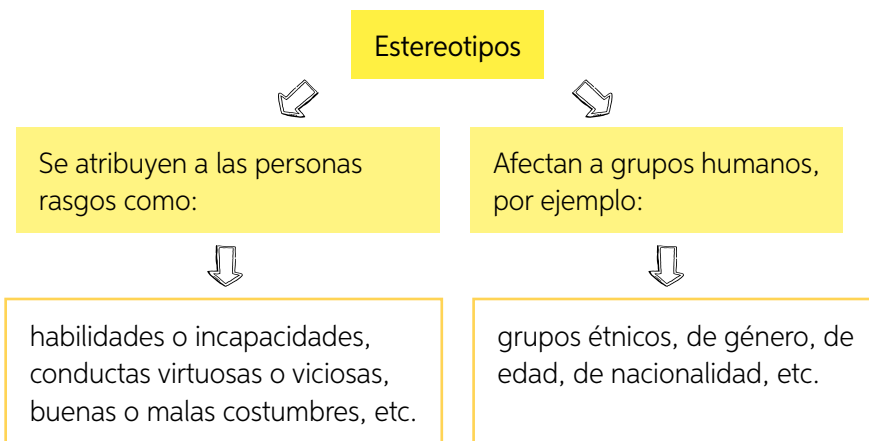 Estereotipos
Se atribuyen a las personas
rasgos como:
Afectan a grupos humanos,
por ejemplo:
habilidades o incapacidades,
conductas virtuosas o viciosas,
buenas o malas costumbres, etc.
grupos étnicos, de género, de
edad, de nacionalidad, etc.